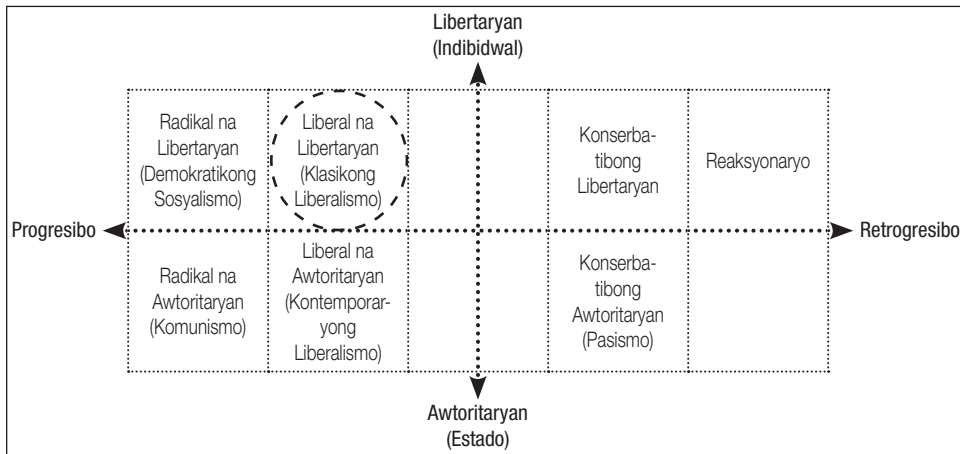 Libertaryan
(Indibidwal)
Radikal na
Libertaryan
(Demokratikong
Sosyalismo)
Liberal na
Libertaryan
(Klasikong
Liberalismo)
Konserba-
tibong
Libertaryan
Reaksyonaryo
Progresibo
Retrogresibo
Radikal na
Awtoritaryan
(Komunismo)
Liberal na
Awtoritaryan
(Kontemporar-
yong
Liberalismo)
Konserba-
tibong
Awtoritaryan
(Pasismo)
Awtoritaryan
(Estado)